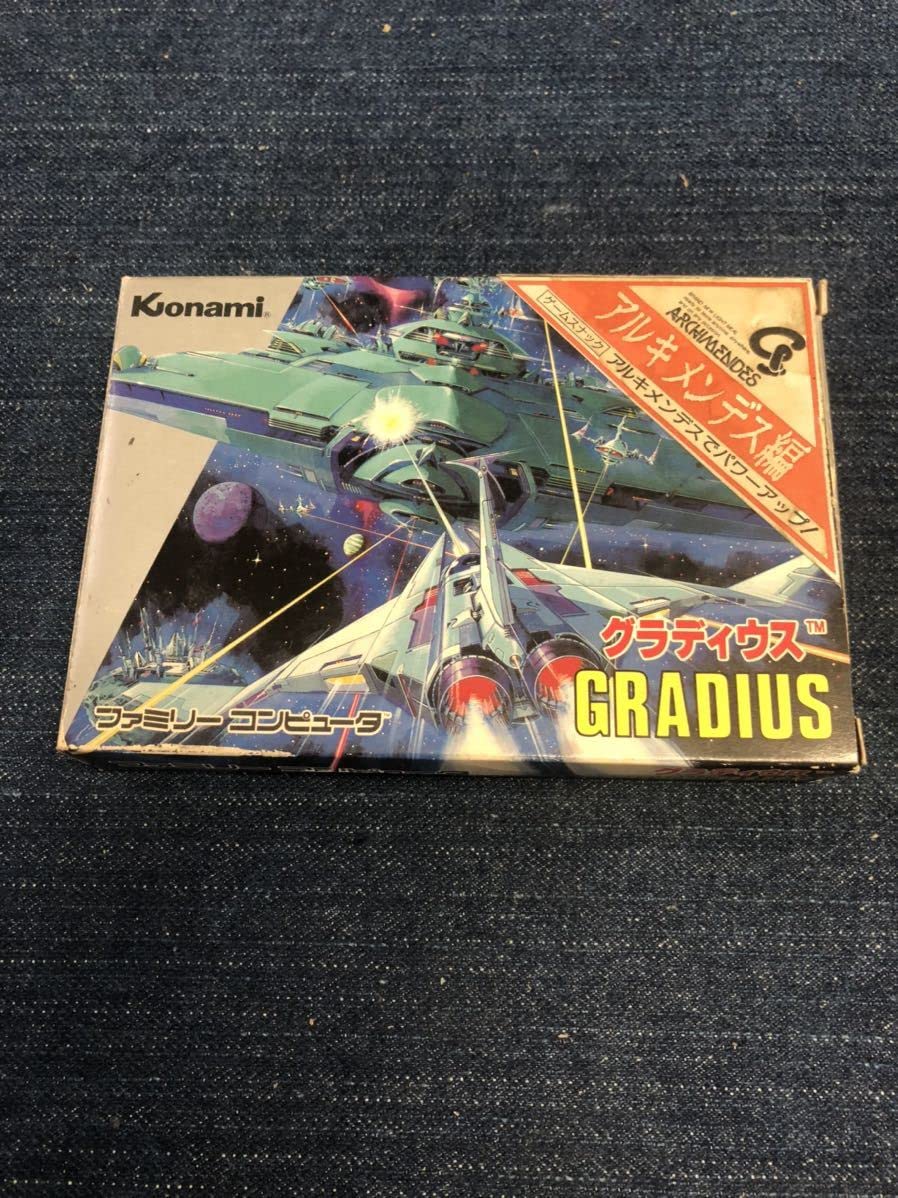 Konami®
アルキメンデス編
[ゲームスナック] アルキメンデスでパワーアップ!
ARCHIMENDES
グラディウス™
GRADIUS
ファミリーコンピュータ™